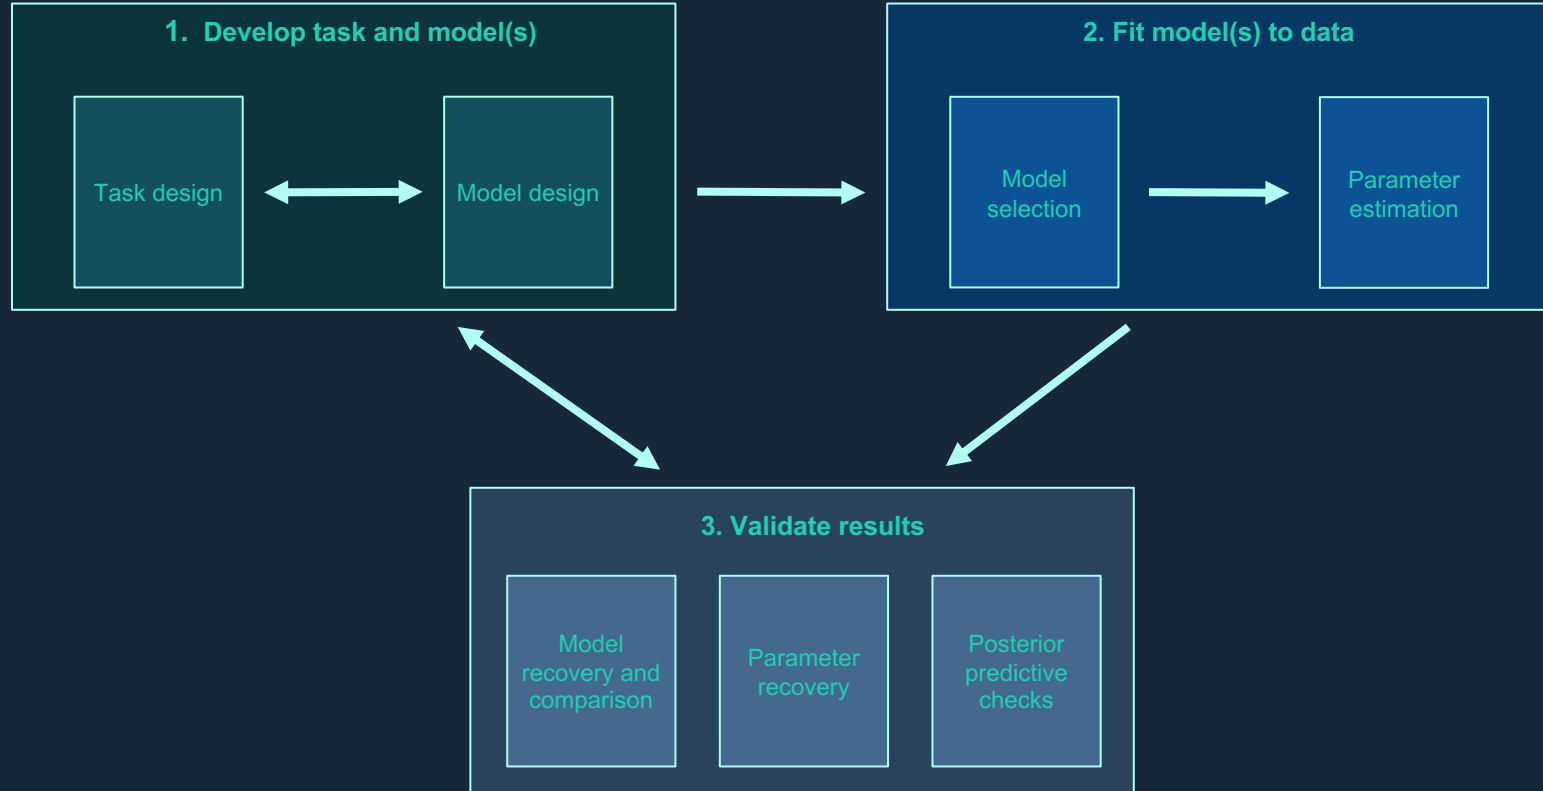 1. Develop task and model(s)
Task design
Model design
2. Fit model(s) to data
Model
selection
Parameter
estimation
3. Validate results
Model
recovery and
comparison
Parameter
recovery
Posterior
predictive
checks